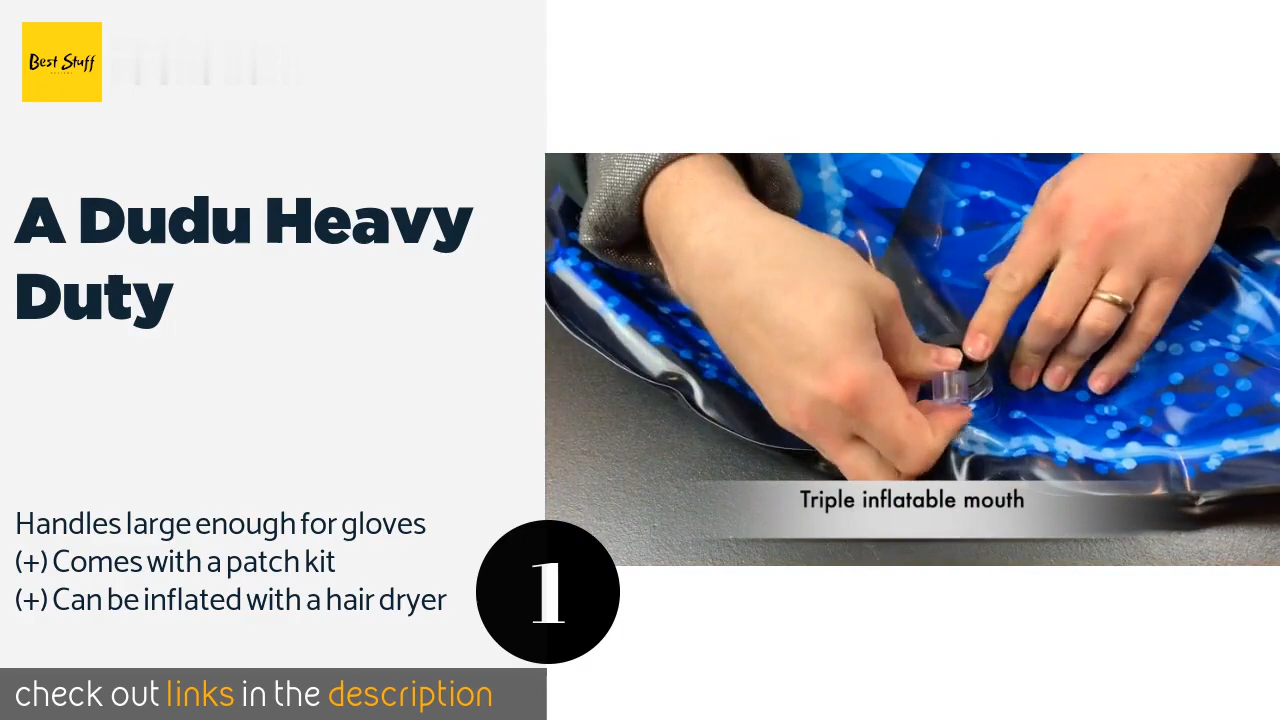 Best Stuff
A Dudu Heavy
Duty
Triple inflatable mouth
Handles large enough for gloves
(+) Comes with a patch kit
(+) Can be inflated with a hair dryer
1
check out links in the description